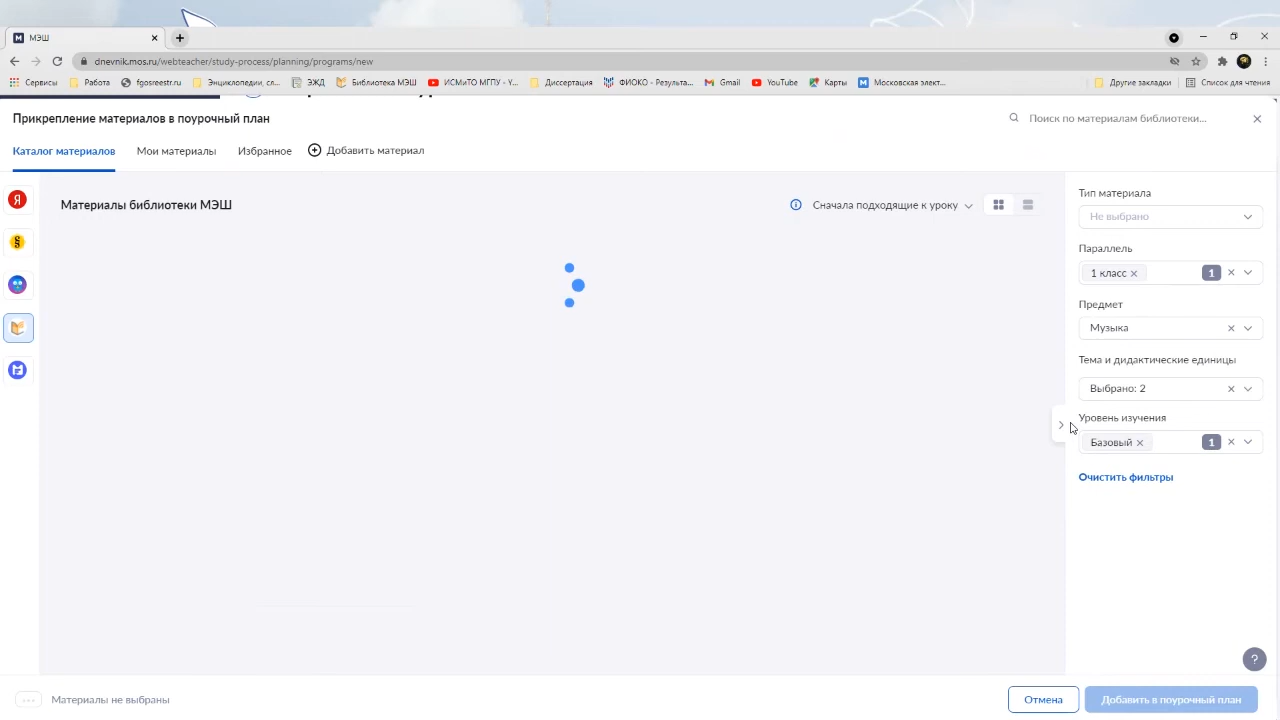 МЭШ
dnevnik.mos.ru/webteacher/study-process/planning/programs/new
Сервисы Работа fgosreestr.ru Энциклопедии_сл... ЭЖД Библиотека МЭШ ИСМиТО МГПУ - Y... Диссертация ФИОКО - Результа... Gmail YouTube Карты Московская элект... Другие закладки Список для чтения
Прикрепление материалов в поурочный план
Поиск по материалам библиотеки...
Каталог материалов Мои материалы Избранное Добавить материал
Материалы библиотеки МЭШ
Сначала подходящие к уроку
Тип материала
Не выбрано
Параллель
1 класс 1
Предмет
Музыка
Тема и дидактические единицы
Выбрано: 2
Уровень изучения
Базовый 1
Очистить фильтры
?
Материалы не выбраны
Отмена
Добавить в поурочный план